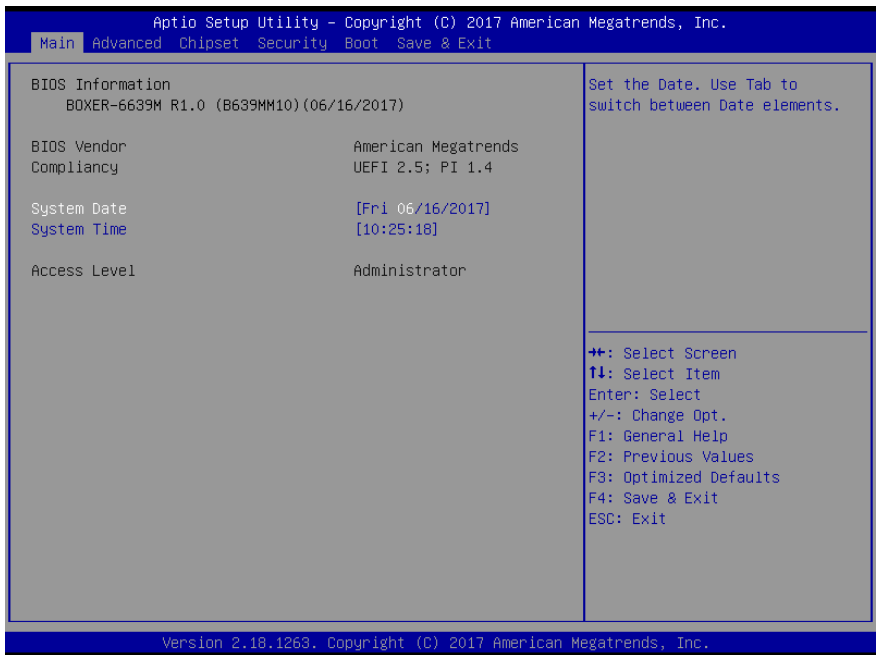 Aptio Setup Utility – Copyright (C) 2017 American Megatrends, Inc.
Main Advanced Chipset Security Boot Save & Exit
BIOS Information
BOXER-6639M R1.0 (B639MM10)(06/16/2017)
BIOS Vendor American Megatrends
Compliancy UEFI 2.5; PI 1.4
System Date [Fri 06/16/2017]
System Time [10:25:18]
Access Level Administrator
Set the Date. Use Tab to
switch between Date elements.
→←: Select Screen
↑↓: Select Item
Enter: Select
+/-: Change Opt.
F1: General Help
F2: Previous Values
F3: Optimized Defaults
F4: Save & Exit
ESC: Exit
Version 2.18.1263. Copyright (C) 2017 American Megatrends, Inc.